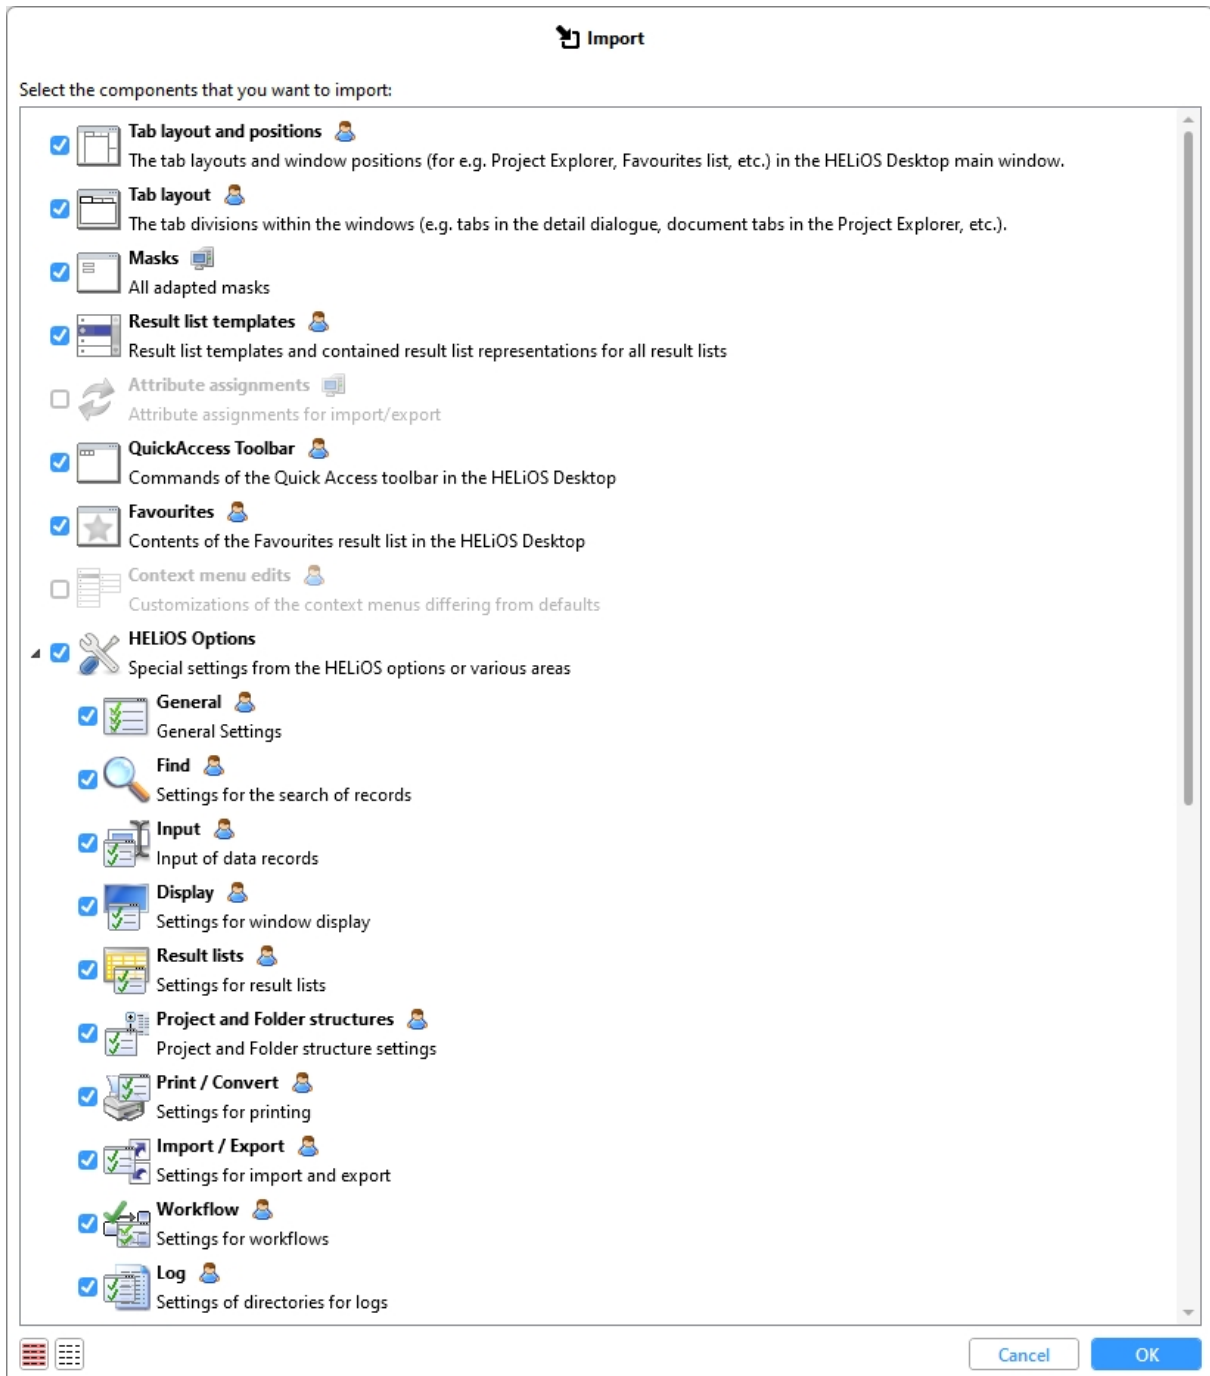 Import
Select the components that you want to import:
Tab layout and positions
The tab layouts and window positions (for e.g. Project Explorer, Favourites list, etc.) in the HELiOS Desktop main window.
Tab layout
The tab divisions within the windows (e.g. tabs in the detail dialogue, document tabs in the Project Explorer, etc.).
Masks
All adapted masks
Result list templates
Result list templates and contained result list representations for all result lists
Attribute assignments
Attribute assignments for import/export
QuickAccess Toolbar
Commands of the Quick Access toolbar in the HELiOS Desktop
Favourites
Contents of the Favourites result list in the HELiOS Desktop
Context menu edits
Customizations of the context menus differing from defaults
HELiOS Options
Special settings from the HELiOS options or various areas
General
General Settings
Find
Settings for the search of records
Input
Input of data records
Display
Settings for window display
Result lists
Settings for result lists
Project and Folder structures
Project and Folder structure settings
Print / Convert
Settings for printing
Import / Export
Settings for import and export
Workflow
Settings for workflows
Log
Settings of directories for logs
Cancel
OK